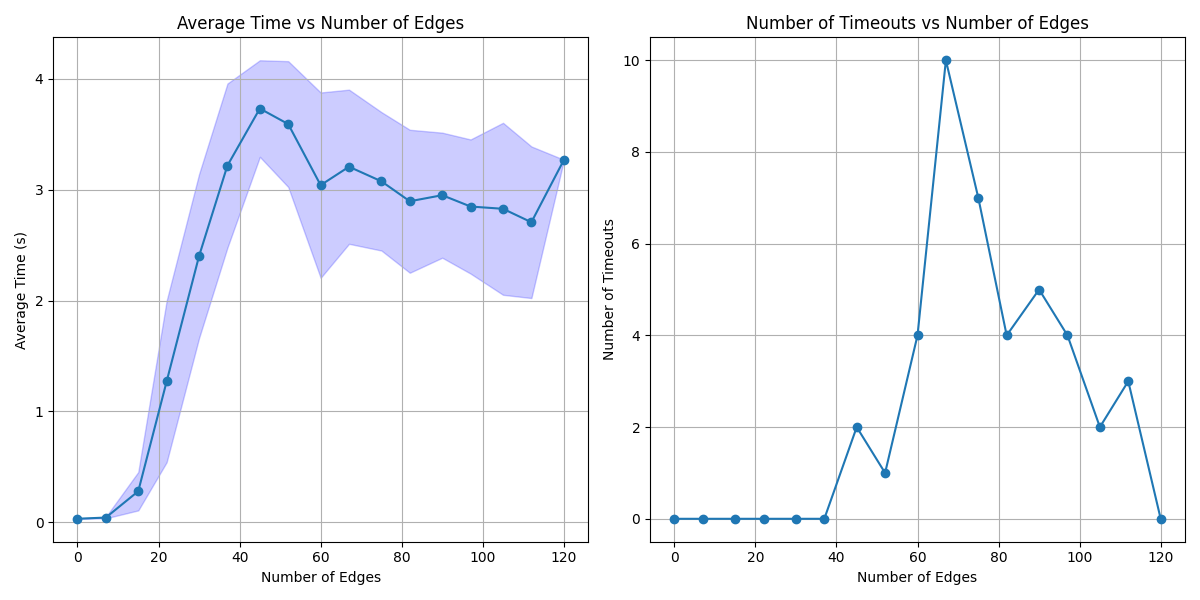 Average Time vs Number of Edges
Average Time (s)
4
3
2
1
0
0 20 40 60 80 100 120
Number of Edges
Number of Timeouts vs Number of Edges
Number of Timeouts
10
8
6
4
2
0
0 20 40 60 80 100 120
Number of Edges